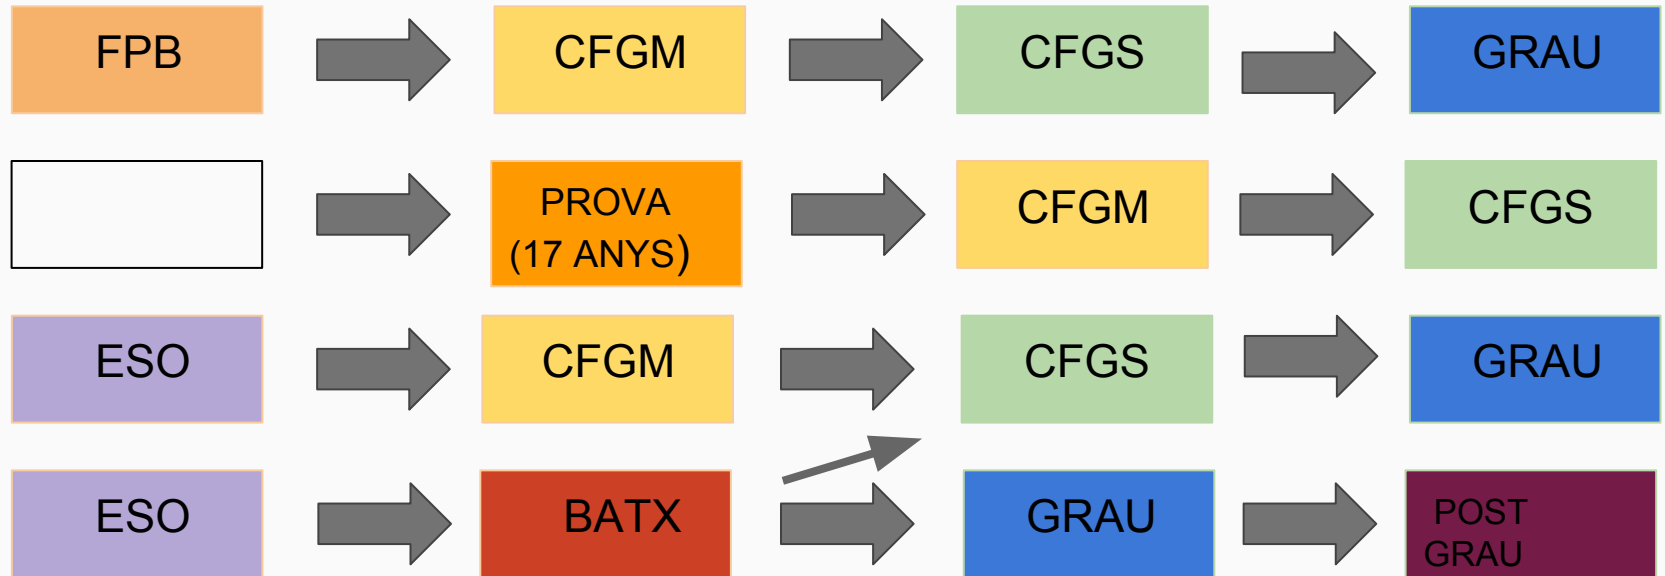 FPB
CFGM
CFGS
GRAU
PROVA
(17 ANYS)
CFGM
CFGS
ESO
CFGM
CFGS
GRAU
ESO
BATX
GRAU
POST
GRAU